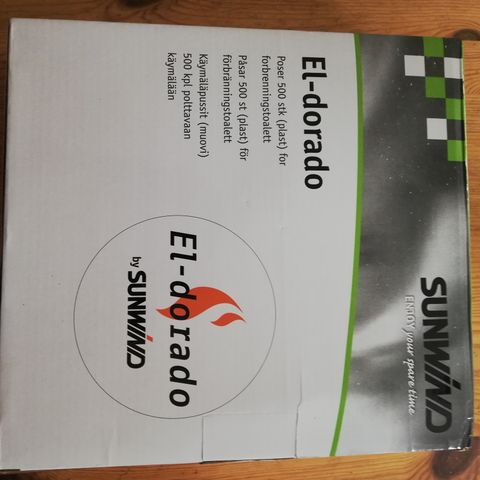 SUNWIND
ENJOY your spare time
El-dorado
Poser 500 stk (plast) for
forbrenningstoalett
Påsar 500 st (plast) för
förbränningstoalett
Käymäläpussit (muovi)
500 kpl polttavaan
käymälään
El-dorado
by SUNWIND